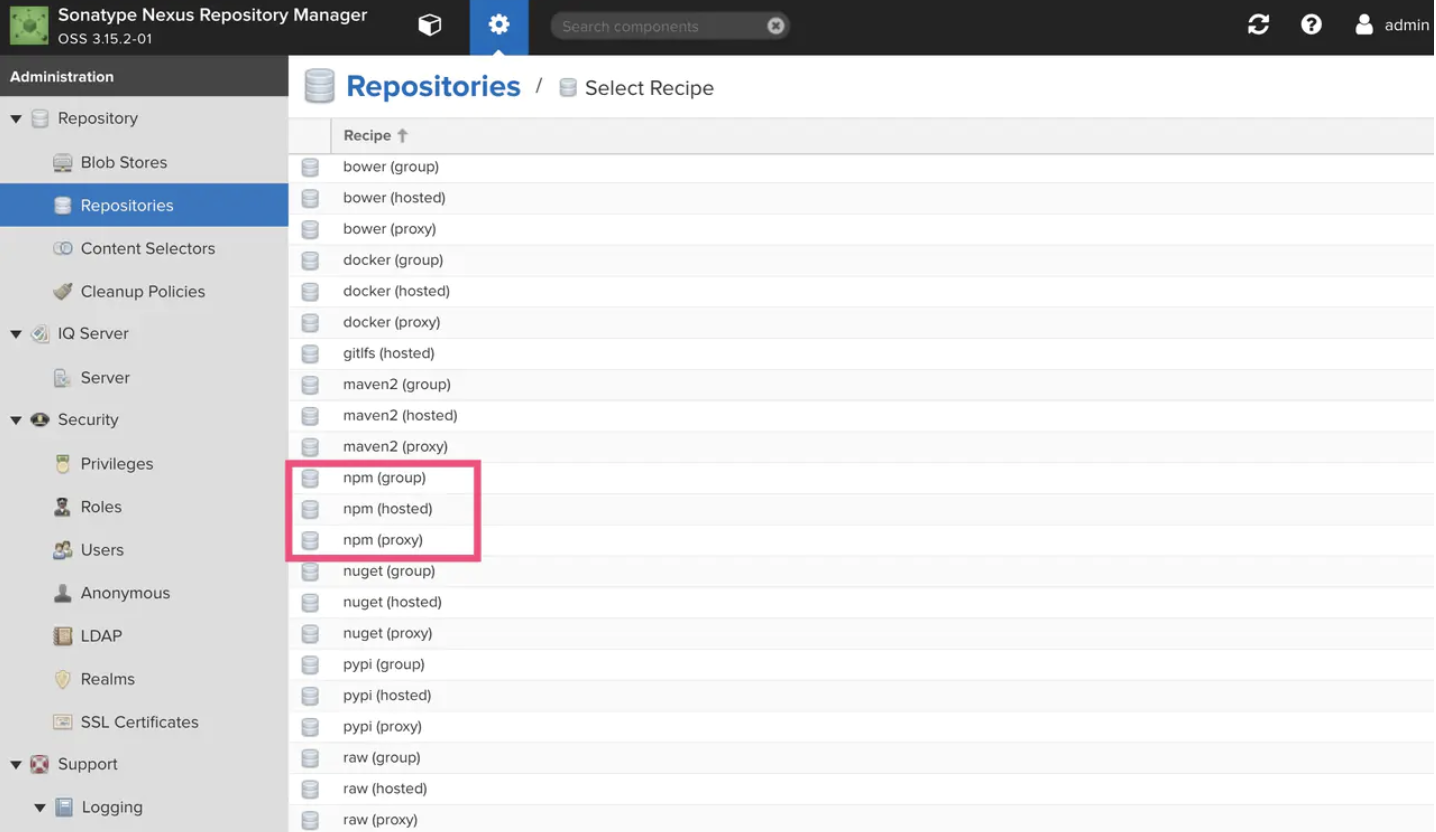 Sonatype Nexus Repository Manager
OSS 3.15.2-01
Search components
admin
Administration
Repository
Blob Stores
Repositories
Content Selectors
Cleanup Policies
IQ Server
Server
Security
Privileges
Roles
Users
Anonymous
LDAP
Realms
SSL Certificates
Support
Logging
Repositories / Select Recipe
Recipe
bower (group)
bower (hosted)
bower (proxy)
docker (group)
docker (hosted)
docker (proxy)
gitlfs (hosted)
maven2 (group)
maven2 (hosted)
maven2 (proxy)
npm (group)
npm (hosted)
npm (proxy)
nuget (group)
nuget (hosted)
nuget (proxy)
pypi (group)
pypi (hosted)
pypi (proxy)
raw (group)
raw (hosted)
raw (proxy)